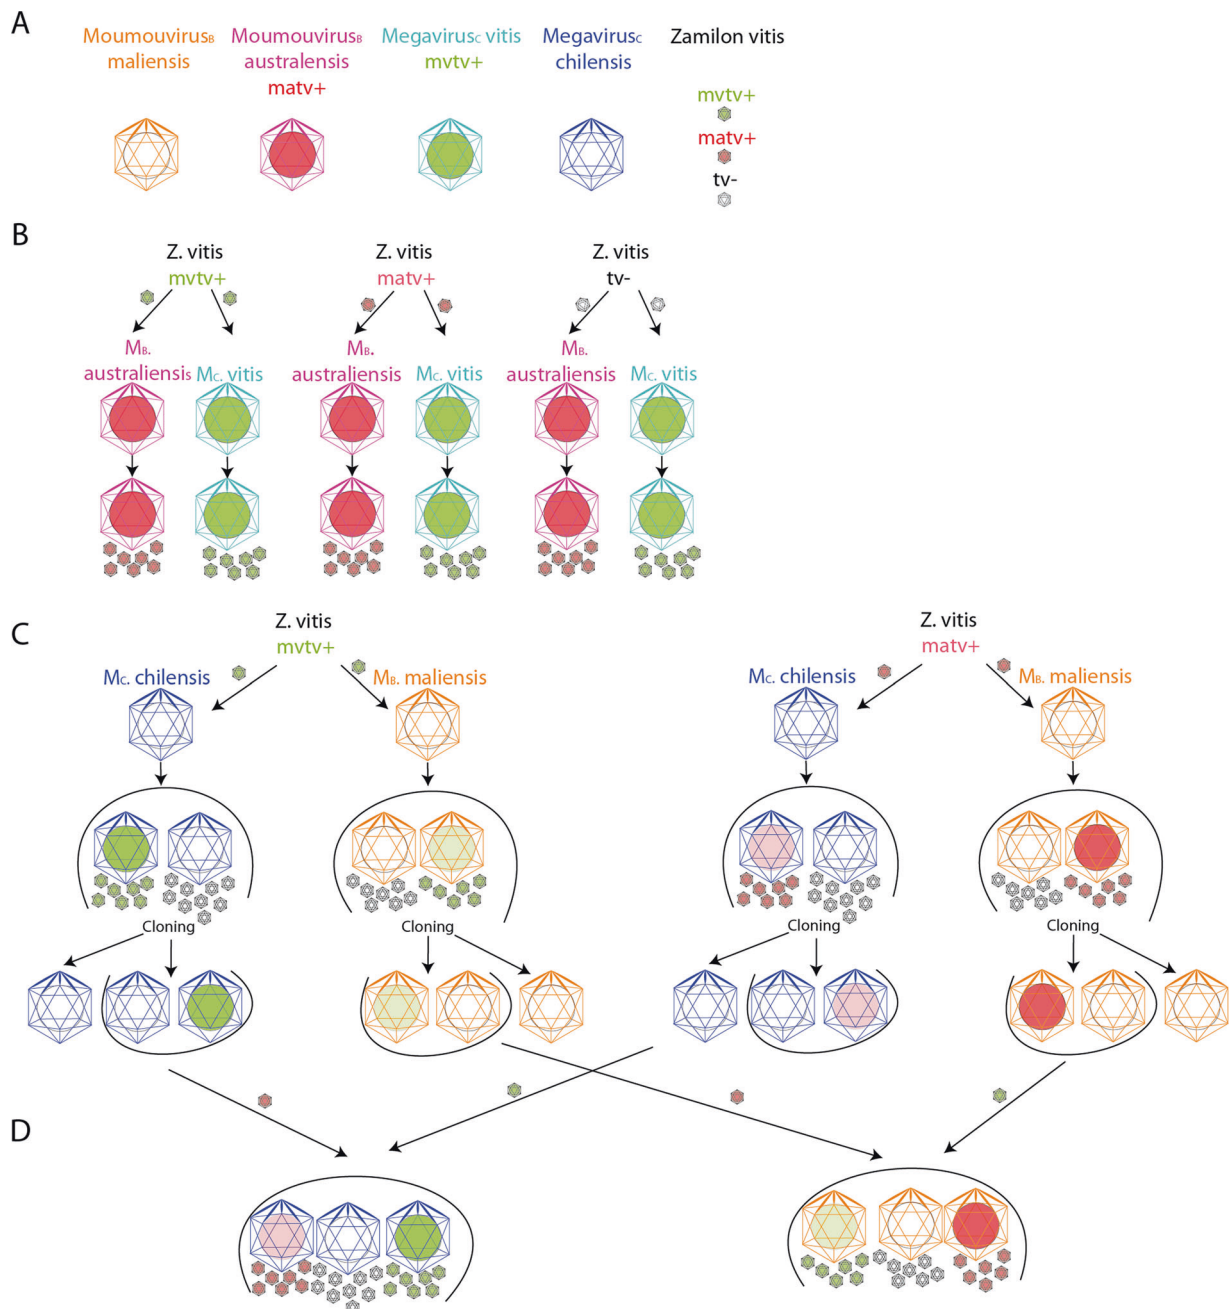 A
Moumouvirus_B
maliensis
Moumouvirus_B
australensis
matv+
Megavirus_C vitis
mvtv+
Megavirus_C
chilensis
Zamilon vitis
mvtv+
matv+
tv-
B
Z. vitis
mvtv+
M_B.
australiensis
M_C. vitis
Z. vitis
matv+
M_B.
australiensis
M_C. vitis
Z. vitis
tv-
M_B.
australiensis
M_C. vitis
C
Z. vitis
mvtv+
M_C. chilensis
M_B. maliensis
Cloning
Cloning
Z. vitis
matv+
M_C. chilensis
M_B. maliensis
Cloning
Cloning
D